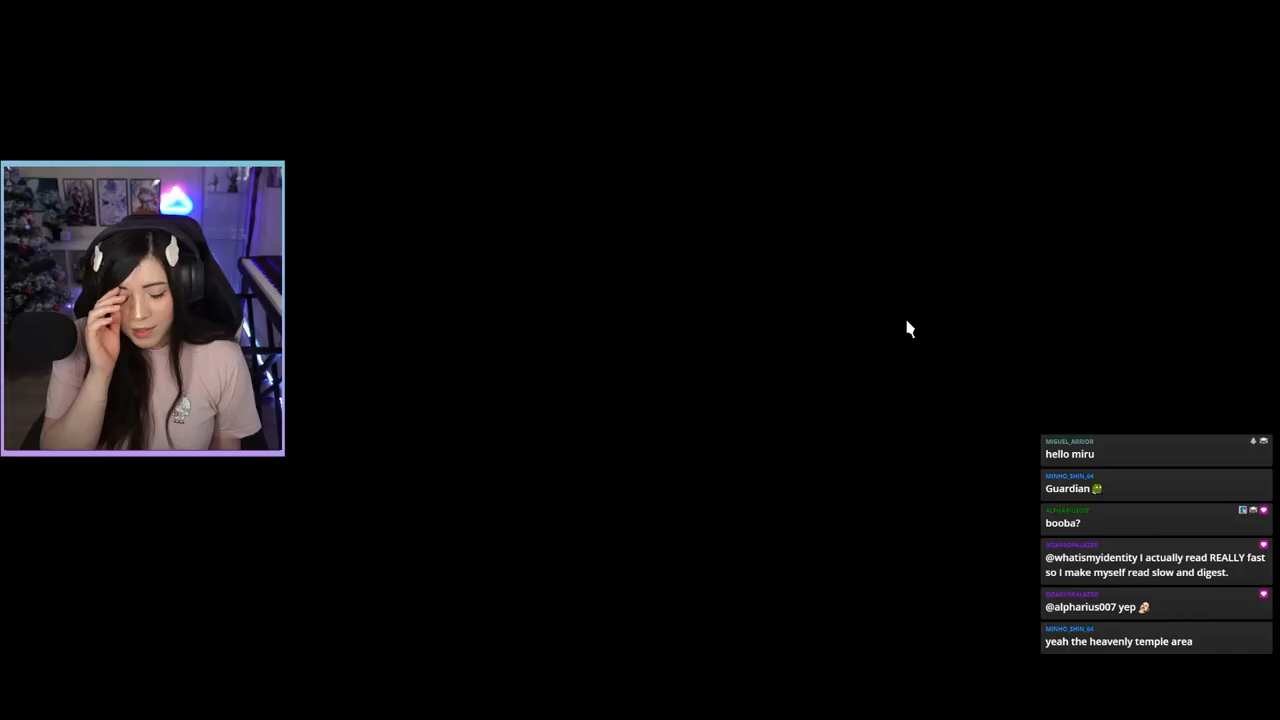 MIGUEL_ARRIOR
hello miru
MINHO_SHIN_64
Guardian
ALPHARIUS007
booba?
@whatismyidentity I actually read REALLY fast
so I make myself read slow and digest.
@alpharius007 yep
MINHO_SHIN_64
yeah the heavenly temple area